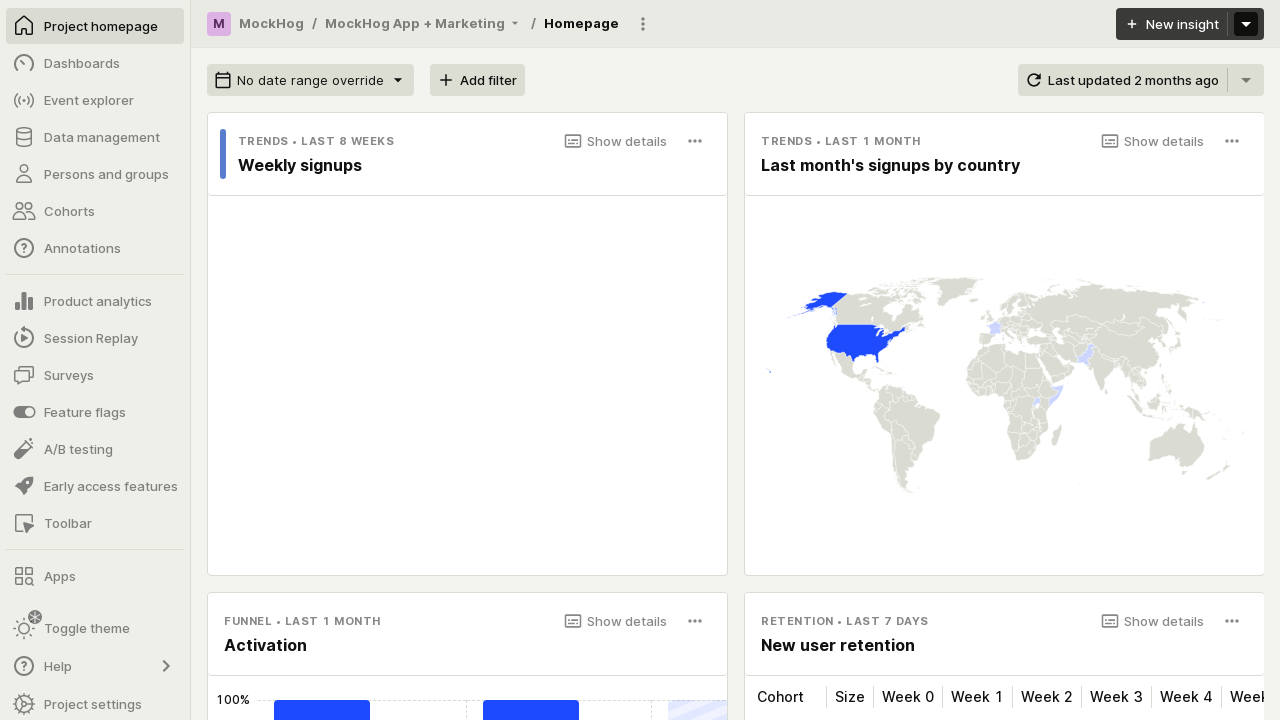 Project homepage
Dashboards
Event explorer
Data management
Persons and groups
Cohorts
Annotations
Product analytics
Session Replay
Surveys
Feature flags
A/B testing
Early access features
Toolbar
Apps
Toggle theme
Help
Project settings
M MockHog / MockHog App + Marketing / Homepage
New insight
No date range override
Add filter
Last updated 2 months ago
TRENDS • LAST 8 WEEKS
Show details
Weekly signups
TRENDS • LAST 1 MONTH
Show details
Last month's signups by country
FUNNEL • LAST 1 MONTH
Show details
Activation
100%
RETENTION • LAST 7 DAYS
Show details
New user retention
Cohort Size Week 0 Week 1 Week 2 Week 3 Week 4 Week